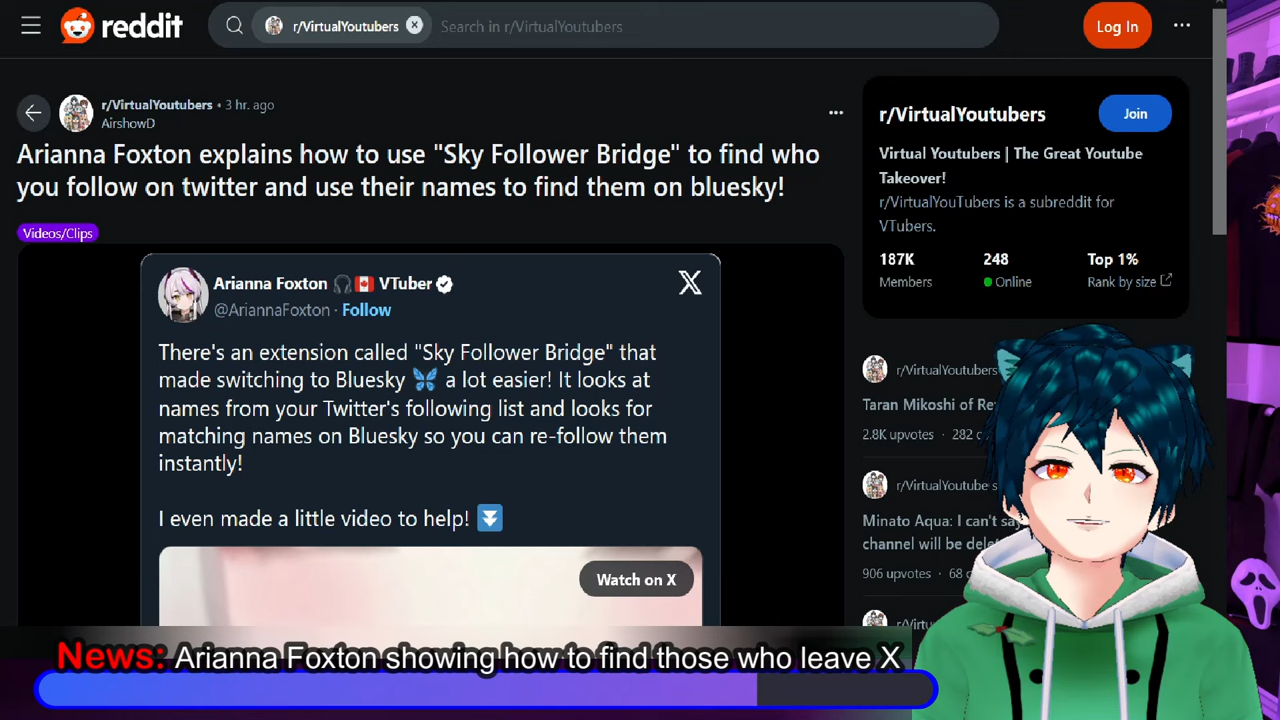 reddit
r/VirtualYoutubers
Search in r/VirtualYoutubers
Log In
r/VirtualYoutubers • 3 hr. ago
AirshowD
Arianna Foxton explains how to use "Sky Follower Bridge" to find who
you follow on twitter and use their names to find them on bluesky!
Videos/Clips
Arianna Foxton 🎧🇨🇦 VTuber
@AriannaFoxton · Follow
There's an extension called "Sky Follower Bridge" that
made switching to Bluesky 🦋 a lot easier! It looks at
names from your Twitter's following list and looks for
matching names on Bluesky so you can re-follow them
instantly!
I even made a little video to help! ⏬
Watch on X
r/VirtualYoutubers
Join
Virtual Youtubers | The Great Youtube
Takeover!
r/VirtualYouTubers is a subreddit for
VTubers.
187K
248
Top 1%
Members
Online
Rank by size
r/VirtualYoutubers
Taran Mikoshi of
2.8K upvotes · 282
r/VirtualYoutube
Minato Aqua: I can't
channel will be
906 upvotes · 68
News: Arianna Foxton showing how to find those who leave X